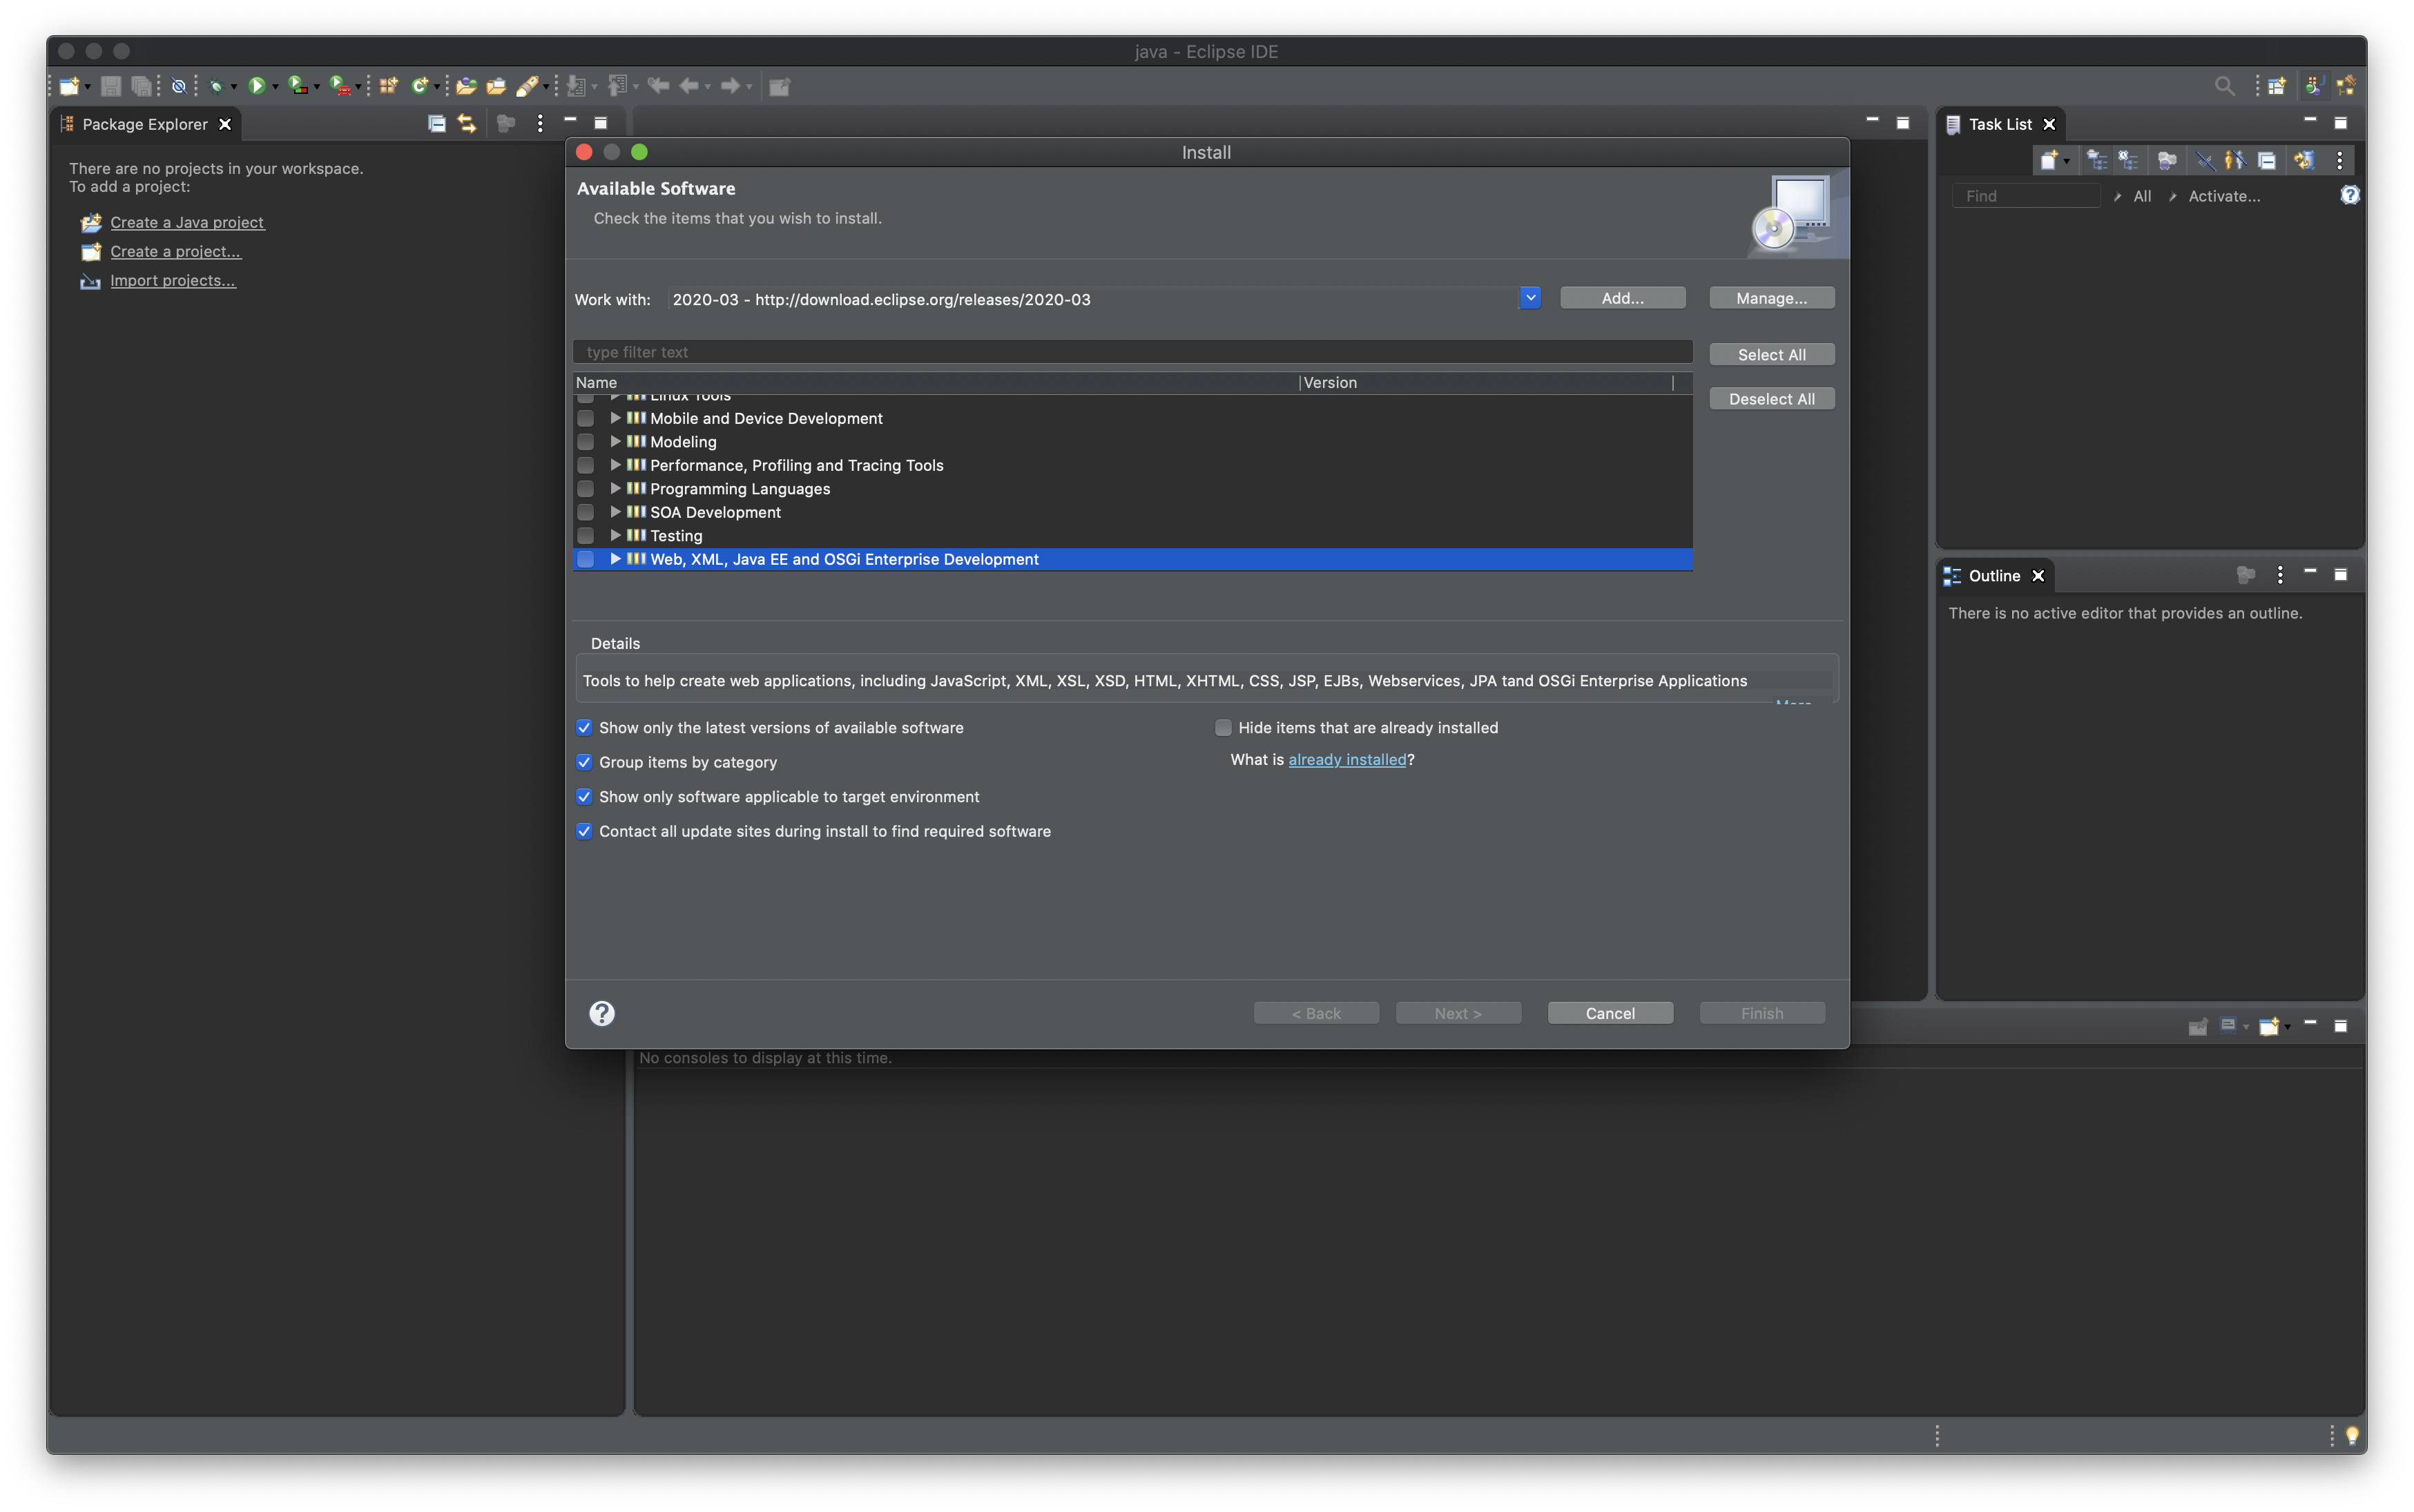 java - Eclipse IDE
Package Explorer
There are no projects in your workspace.
To add a project:
Create a Java project
Create a project...
Import projects...
Install
Available Software
Check the items that you wish to install.
Work with: 2020-03 - http://download.eclipse.org/releases/2020-03
Add...
Manage...
type filter text
Select All
Name Version
Deselect All
Linux Tools
Mobile and Device Development
Modeling
Performance, Profiling and Tracing Tools
Programming Languages
SOA Development
Testing
Web, XML, Java EE and OSGi Enterprise Development
Details
Tools to help create web applications, including JavaScript, XML, XSL, XSD, HTML, XHTML, CSS, JSP, EJBs, Webservices, JPA tand OSGi Enterprise Applications
Show only the latest versions of available software
Hide items that are already installed
Group items by category
What is already installed?
Show only software applicable to target environment
Contact all update sites during install to find required software
< Back
Next >
Cancel
Finish
No consoles to display at this time.
Task List
Find
All
Activate...
Outline
There is no active editor that provides an outline.